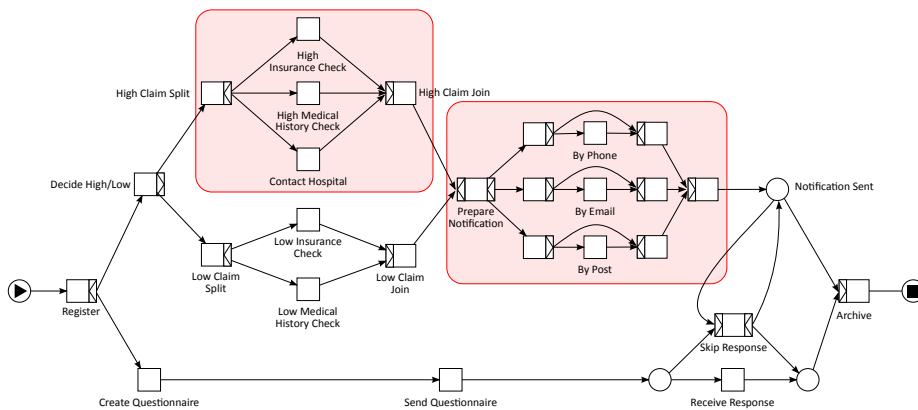 High
Insurance Check
High Claim Split
High Claim Join
High Medical
History Check
By Phone
Contact Hospital
Decide High/Low
Notification Sent
Prepare
Notification
By Email
Low Insurance
Check
By Post
Low Claim
Split
Low Claim
Join
Register
Low Medical
History Check
Archive
Skip Response
Create Questionnaire
Send Questionnaire
Receive Response